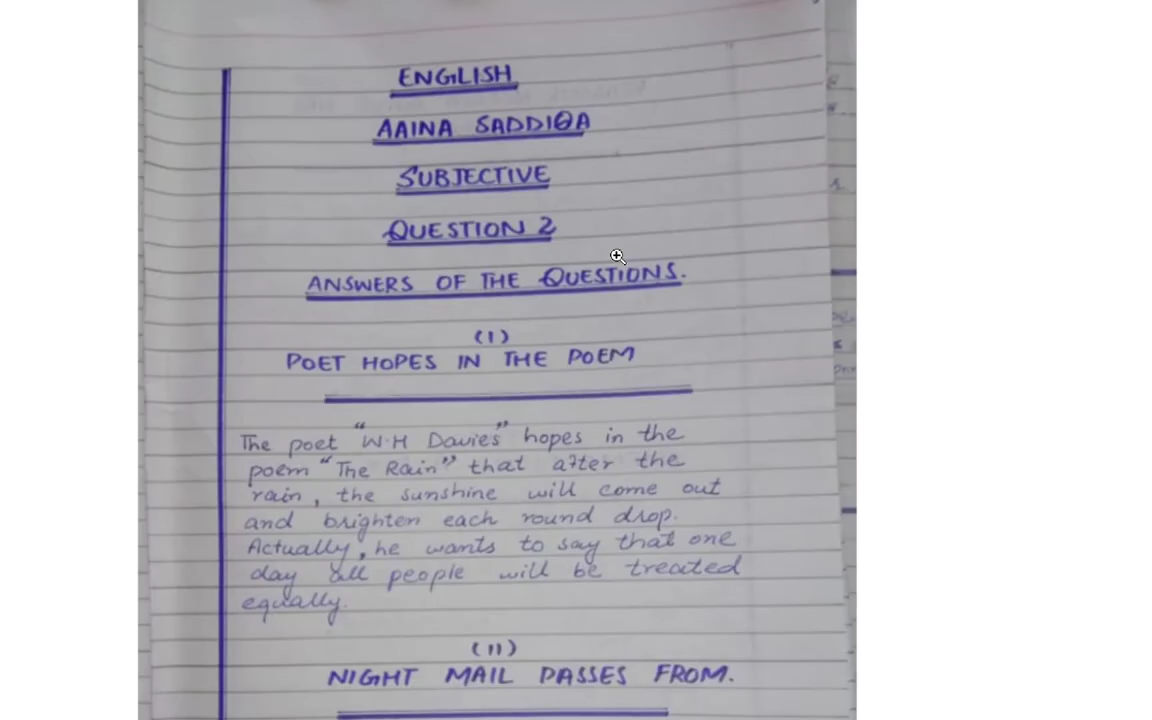 ENGLISH
AAINA SADDIQA
SUBJECTIVE
QUESTION 2
ANSWERS OF THE QUESTIONS.
(I)
POET HOPES IN THE POEM
The poet "W.H Davies" hopes in the
poem "The Rain" that after the
rain, the sunshine will come out
and brighten each round drop.
Actually, he wants to say that one
day all people will be treated
equally.
(II)
NIGHT MAIL PASSES FROM.